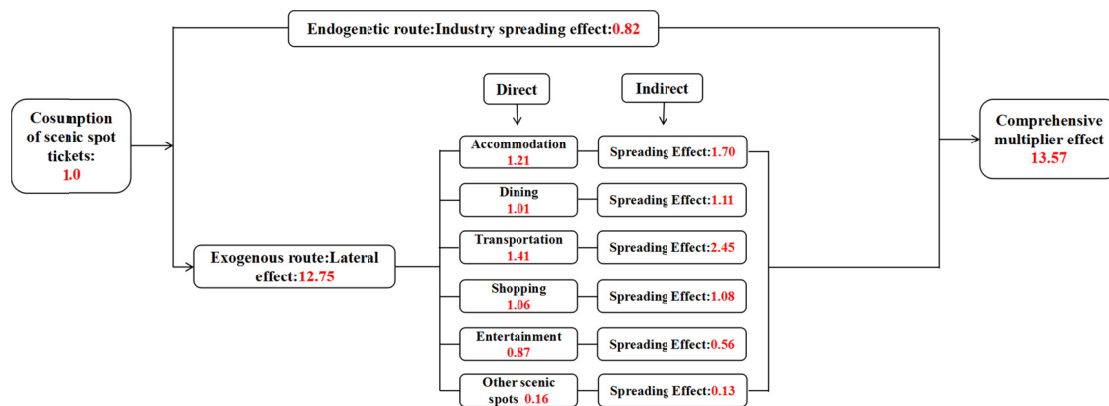 Endogenetic route:Industry spreading effect:0.82
Direct
Indirect
Cosumption
of scenic spot
tickets:
1.0
Comprehensive
multiplier effect
13.57
Accommodation
1.21
Spreading Effect:1.70
Dining
1.01
Spreading Effect:1.11
Transportation
1.41
Spreading Effect:2.45
Exogenous route:Lateral
effect:12.75
Shopping
1.06
Spreading Effect:1.08
Entertainment
0.87
Spreading Effect:0.56
Other scenic
spots 0.16
Spreading Effect:0.13